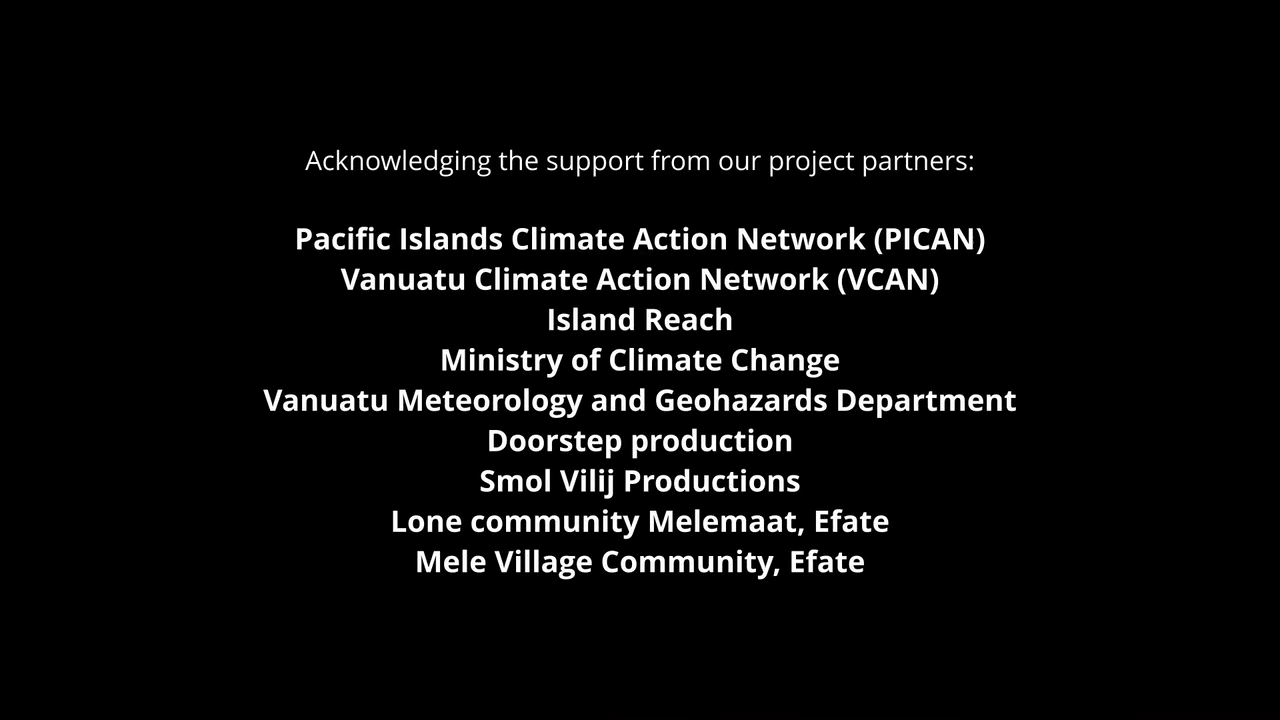 Acknowledging the support from our project partners:
Pacific Islands Climate Action Network (PICAN)
Vanuatu Climate Action Network (VCAN)
Island Reach
Ministry of Climate Change
Vanuatu Meteorology and Geohazards Department
Doorstep production
Smol Vilij Productions
Lone community Melemaat, Efate
Mele Village Community, Efate